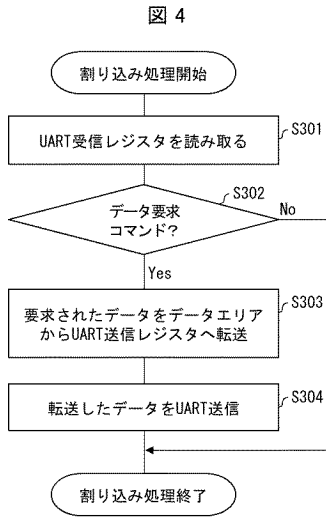 図 4
割り込み処理開始
S301
UART受信レジスタを読み取る
S302
データ要求
コマンド?
No
Yes
S303
要求されたデータをデータエリア
からUART送信レジスタへ転送
S304
転送したデータをUART送信
割り込み処理終了